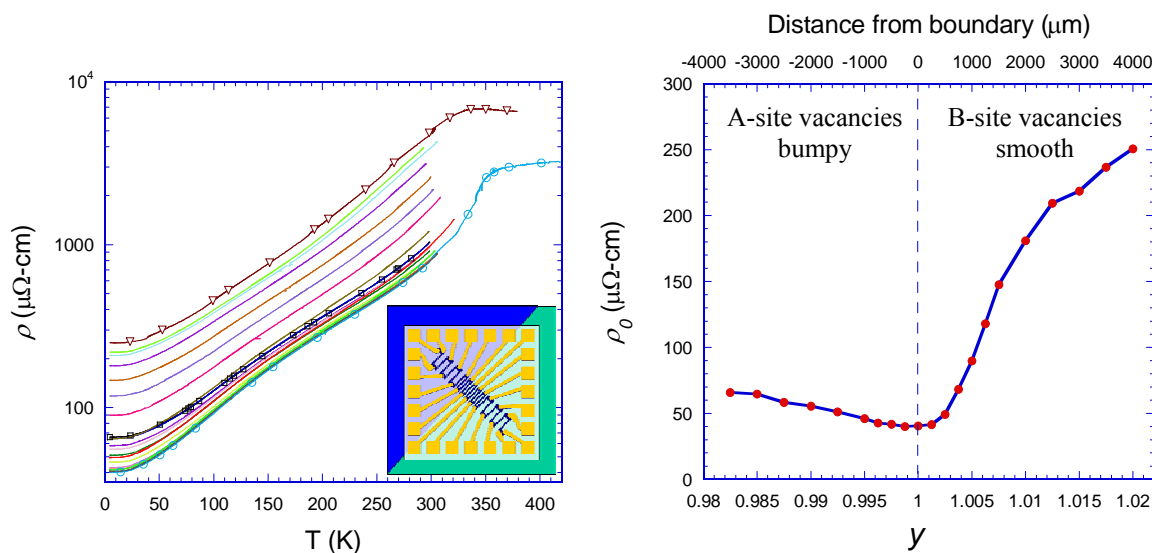 10⁴
1000
100
ρ (μΩ-cm)
0 50 100 150 200 250 300 350 400
T (K)
Distance from boundary (μm)
-4000 -3000 -2000 -1000 0 1000 2000 3000 4000
300
250
200
150
100
50
0
ρ₀ (μΩ-cm)
A-site vacancies
bumpy
B-site vacancies
smooth
0.98 0.985 0.99 0.995 1 1.005 1.01 1.015 1.02
y